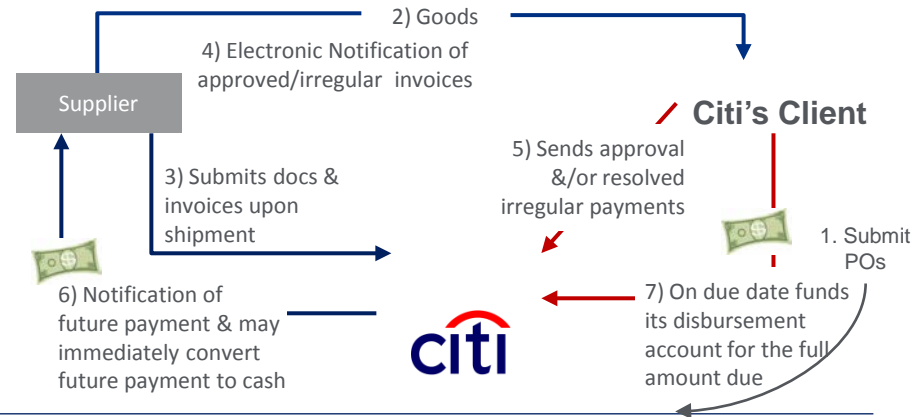 2) Goods
4) Electronic Notification of
approved/irregular invoices
Supplier
Citi's Client
5) Sends approval
&/or resolved
irregular payments
3) Submits docs &
invoices upon
shipment
1. Submit
POs
6) Notification of
future payment & may
immediately convert
future payment to cash
citi
7) On due date funds
its disbursement
account for the full
amount due